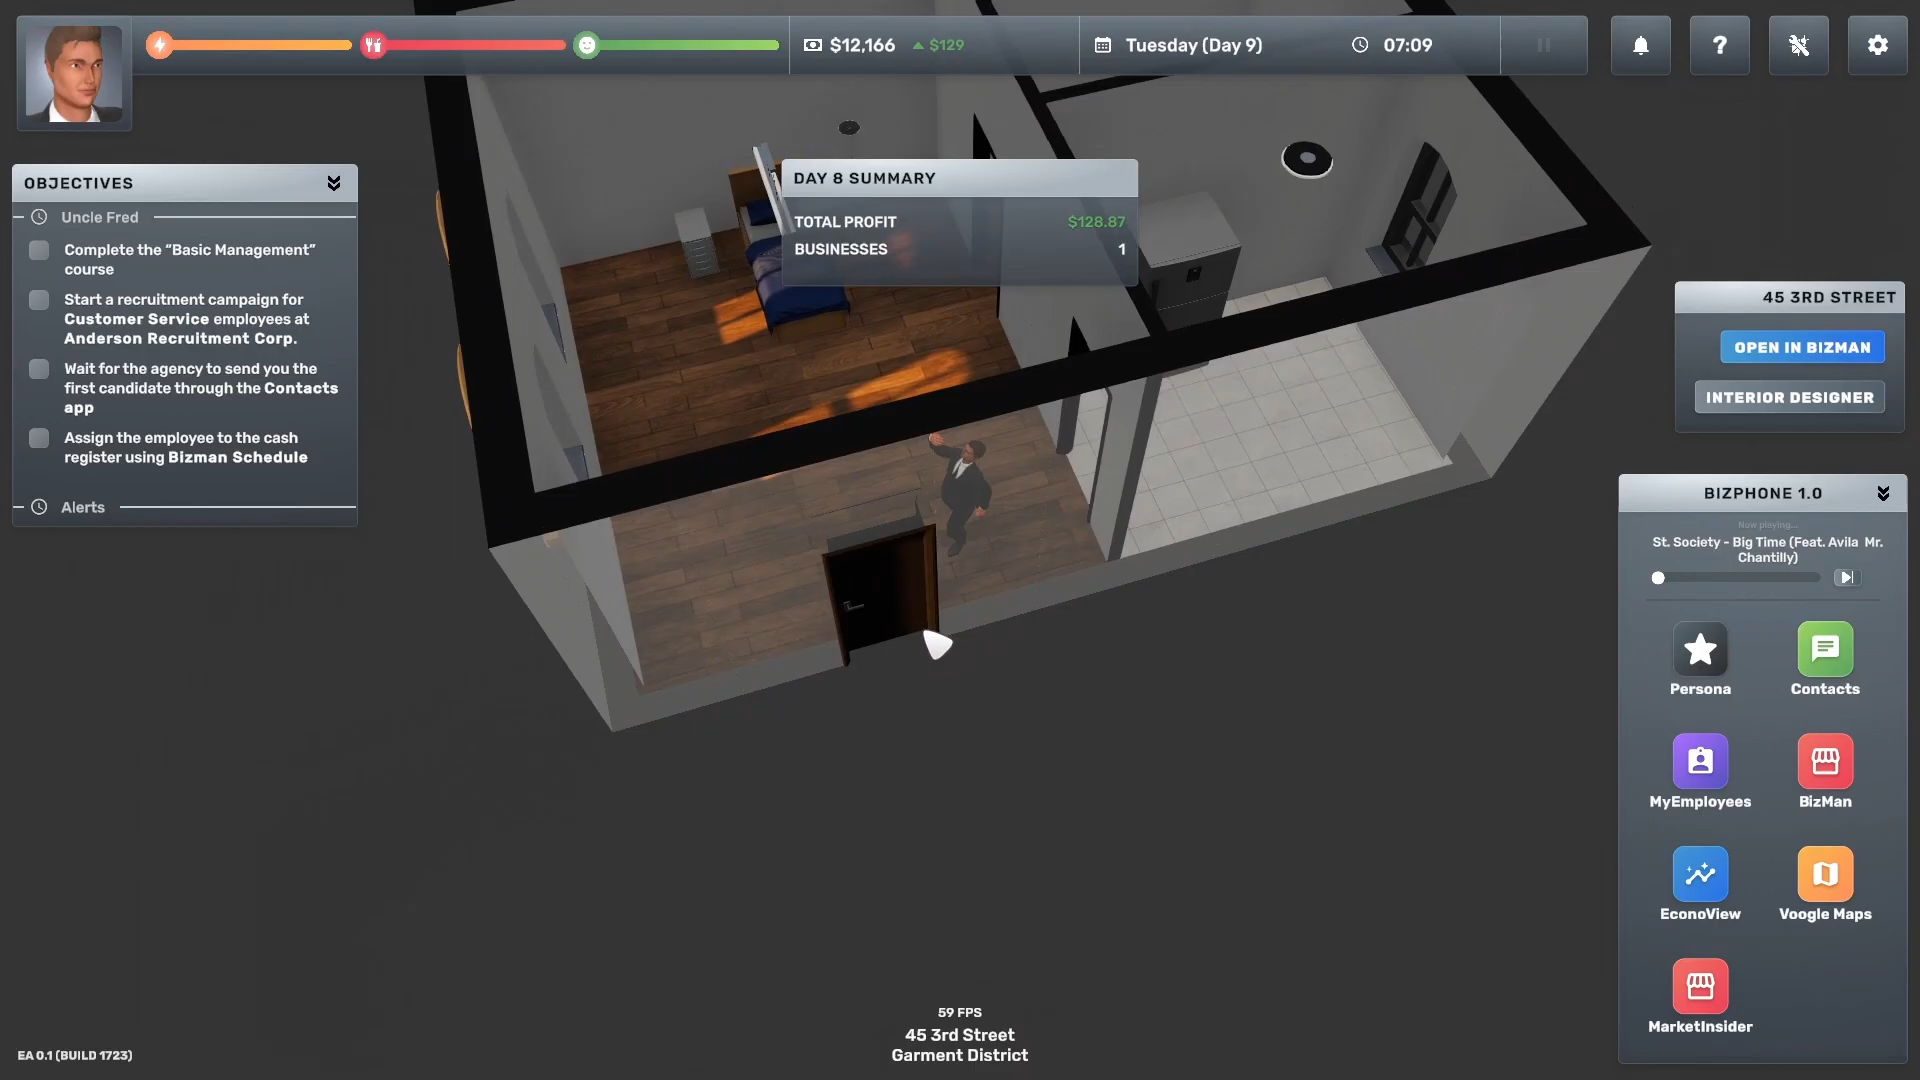 $12,166
$129
Tuesday (Day 9)
07:09
?
OBJECTIVES
Uncle Fred
Complete the “Basic Management”
course
Start a recruitment campaign for
Customer Service employees at
Anderson Recruitment Corp.
Wait for the agency to send you the
first candidate through the Contacts
app
Assign the employee to the cash
register using Bizman Schedule
Alerts
DAY 8 SUMMARY
TOTAL PROFIT $128.87
BUSINESSES 1
45 3RD STREET
OPEN IN BIZMAN
INTERIOR DESIGNER
BIZPHONE 1.0
Now playing...
St. Society - Big Time (Feat. Avila Mr.
Chantilly)
Persona
Contacts
MyEmployees
BizMan
EconoView
Voogle Maps
MarketInsider
59 FPS
45 3rd Street
Garment District
EA 0.1 (BUILD 1723)